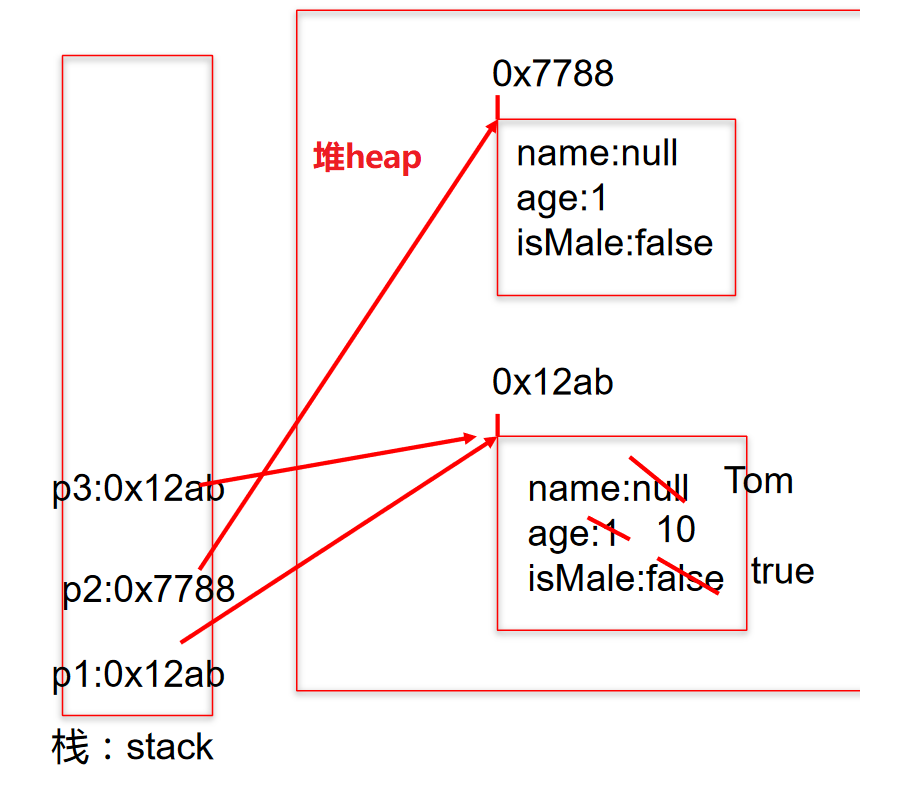 0x7788
堆heap
name:null
age:1
isMale:false
0x12ab
p3:0x12ab
name:null Tom
age:1 10
isMale:false true
p2:0x7788
p1:0x12ab
栈：stack